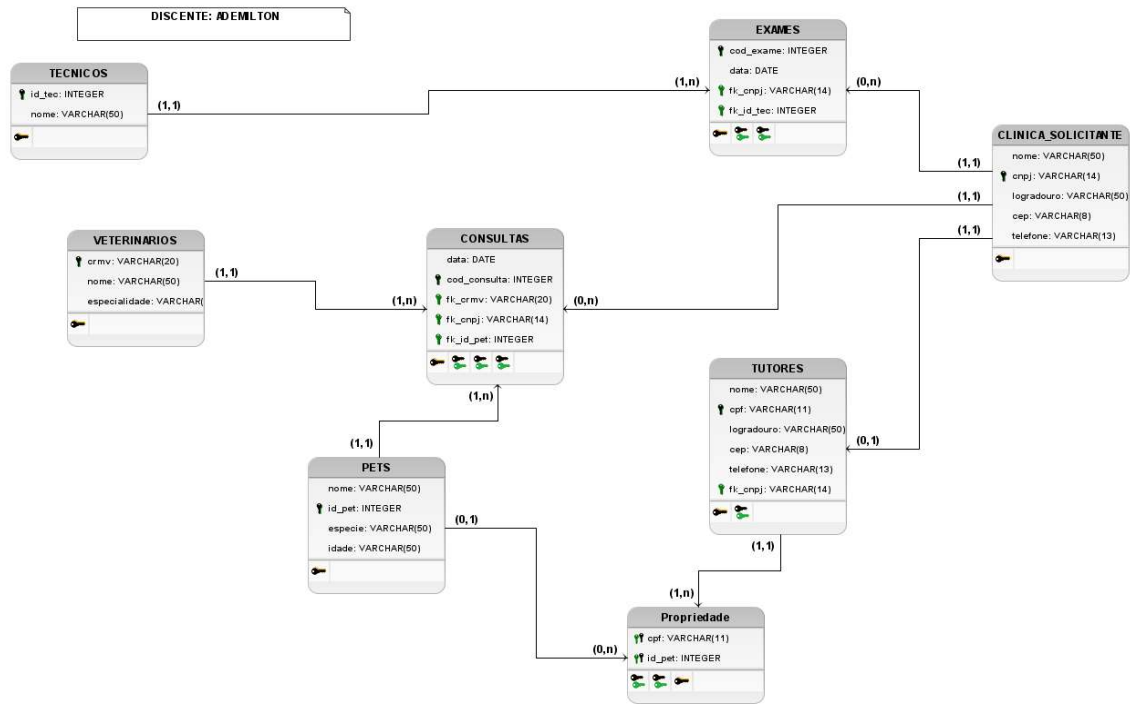 DISCENTE: ADEMILTON
EXAMES
cod_exame: INTEGER
data: DATE
fk_cnpj: VARCHAR(14)
fk_id_tec: INTEGER
TECNICOS
id_tec: INTEGER
nome: VARCHAR(50)
(1,1)
(1,n)
(0,n)
CLINICA_SOLICITANTE
nome: VARCHAR(50)
cnpj: VARCHAR(14)
logradouro: VARCHAR(50)
cep: VARCHAR(8)
telefone: VARCHAR(13)
(1,1)
(1,1)
(1,1)
VETERINARIOS
crmv: VARCHAR(20)
nome: VARCHAR(50)
especialidade: VARCHAR(
(1,1)
(1,n)
CONSULTAS
data: DATE
cod_consulta: INTEGER
fk_crmv: VARCHAR(20)
fk_cnpj: VARCHAR(14)
fk_id_pet: INTEGER
(0,n)
(1,n)
(1,1)
TUTORES
nome: VARCHAR(50)
cpf: VARCHAR(11)
logradouro: VARCHAR(50)
cep: VARCHAR(8)
telefone: VARCHAR(13)
fk_cnpj: VARCHAR(14)
(0,1)
PETS
nome: VARCHAR(50)
id_pet: INTEGER
especie: VARCHAR(50)
idade: VARCHAR(50)
(0,1)
(1,1)
(1,n)
(0,n)
Propriedade
cpf: VARCHAR(11)
id_pet: INTEGER